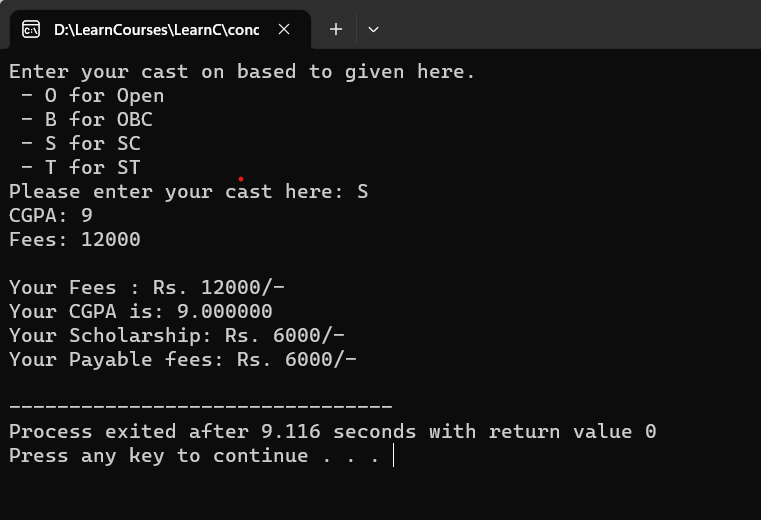 D:\LearnCourses\LearnC\conc
Enter your cast on based to given here.
- O for Open
- B for OBC
- S for SC
- T for ST
Please enter your cast here: S
CGPA: 9
Fees: 12000
Your Fees : Rs. 12000/-
Your CGPA is: 9.000000
Your Scholarship: Rs. 6000/-
Your Payable fees: Rs. 6000/-
--------------------------------
Process exited after 9.116 seconds with return value 0
Press any key to continue . . .